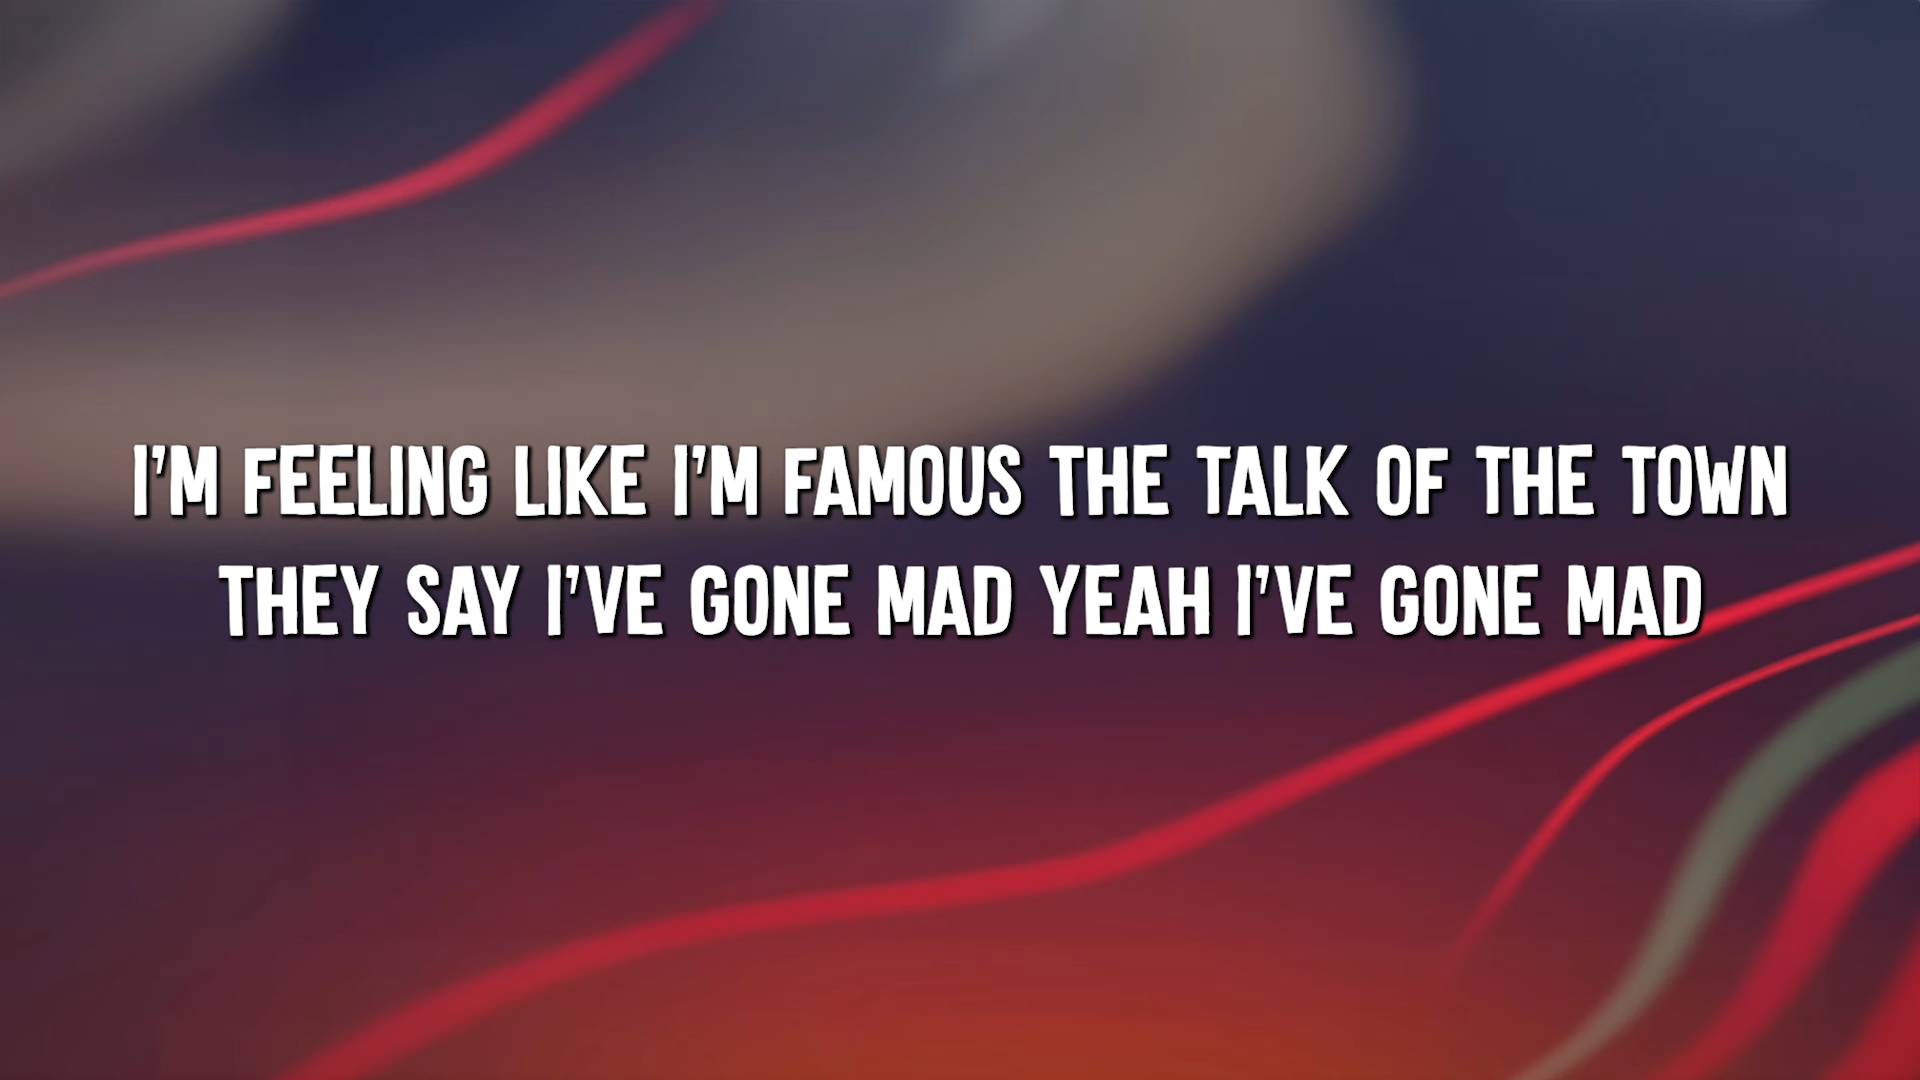 I'M FEELING LIKE I'M FAMOUS THE TALK OF THE TOWN
THEY SAY I'VE GONE MAD YEAH I'VE GONE MAD